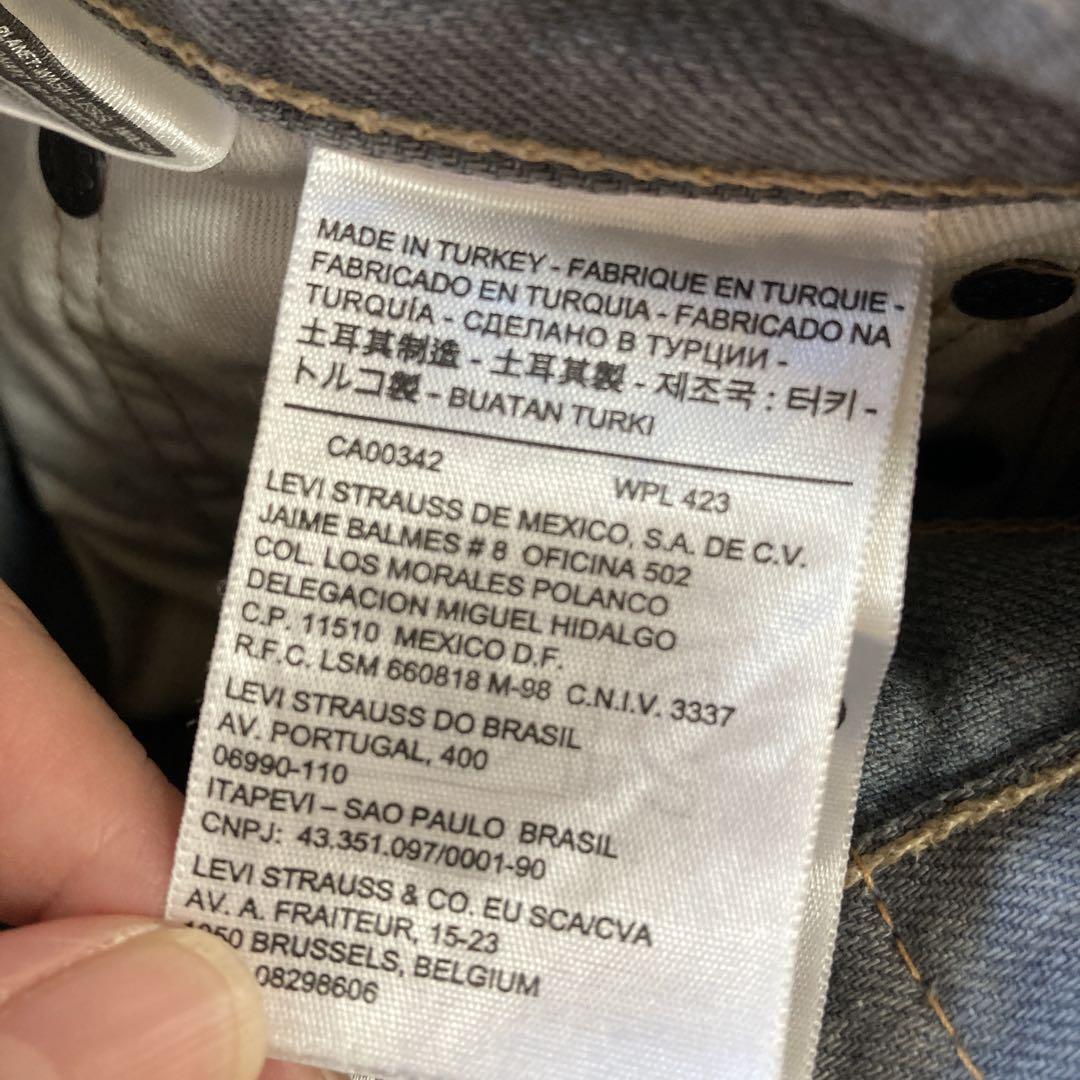 MADE IN TURKEY - FABRIQUE EN TURQUIE -
FABRICADO EN TURQUIA - FABRICADO NA
TURQUÍA - СДЕЛАНО В ТУРЦИИ -
土耳其制造 - 土耳其製 - 제조국 : 터키 -
トルコ製 - BUATAN TURKI
CA00342 WPL 423
LEVI STRAUSS DE MEXICO, S.A. DE C.V.
JAIME BALMES # 8 OFICINA 502
COL. LOS MORALES POLANCO
DELEGACION MIGUEL HIDALGO
C.P. 11510 MEXICO D.F.
R.F.C. LSM 660818 M-98 C.N.I.V. 3337
LEVI STRAUSS DO BRASIL
AV. PORTUGAL, 400
06990-110
ITAPEVI – SAO PAULO BRASIL
CNPJ: 43.351.097/0001-90
LEVI STRAUSS & CO. EU SCA/CVA
AV. A. FRAITEUR, 15-23
1050 BRUSSELS, BELGIUM
08298606